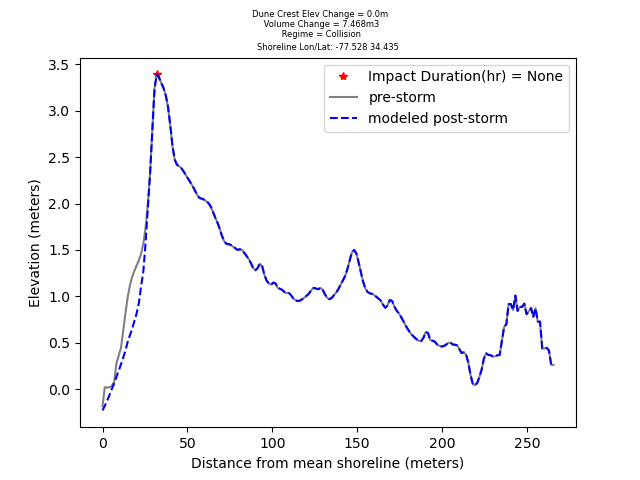 Dune Crest Elev Change = 0.0m
Volume Change = 7.468m3
Regime = Collision
Shoreline Lon/Lat: -77.528 34.435
Impact Duration(hr) = None
pre-storm
modeled post-storm
Elevation (meters)
3.5
3.0
2.5
2.0
1.5
1.0
0.5
0.0
0 50 100 150 200 250
Distance from mean shoreline (meters)